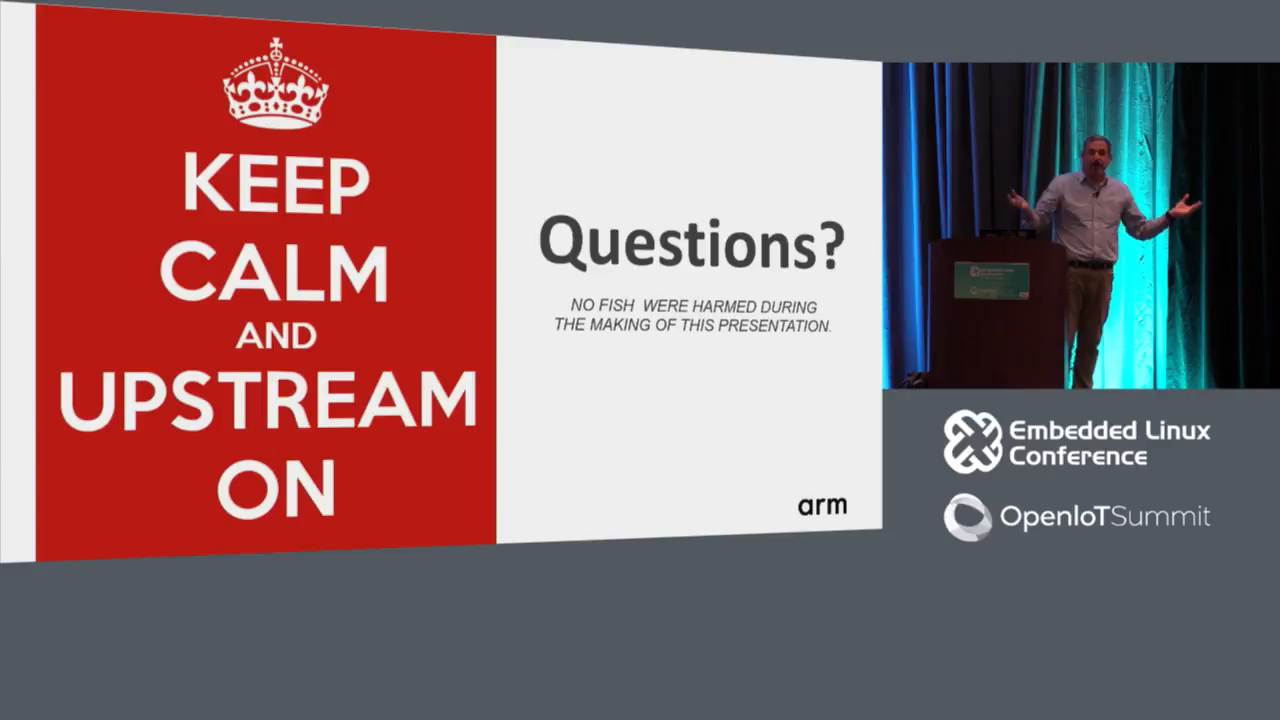 KEEP
CALM
AND
UPSTREAM
ON
Questions?
NO FISH WERE HARMED DURING
THE MAKING OF THIS PRESENTATION.
arm
Embedded Linux
Conference
OpenIoTSummit